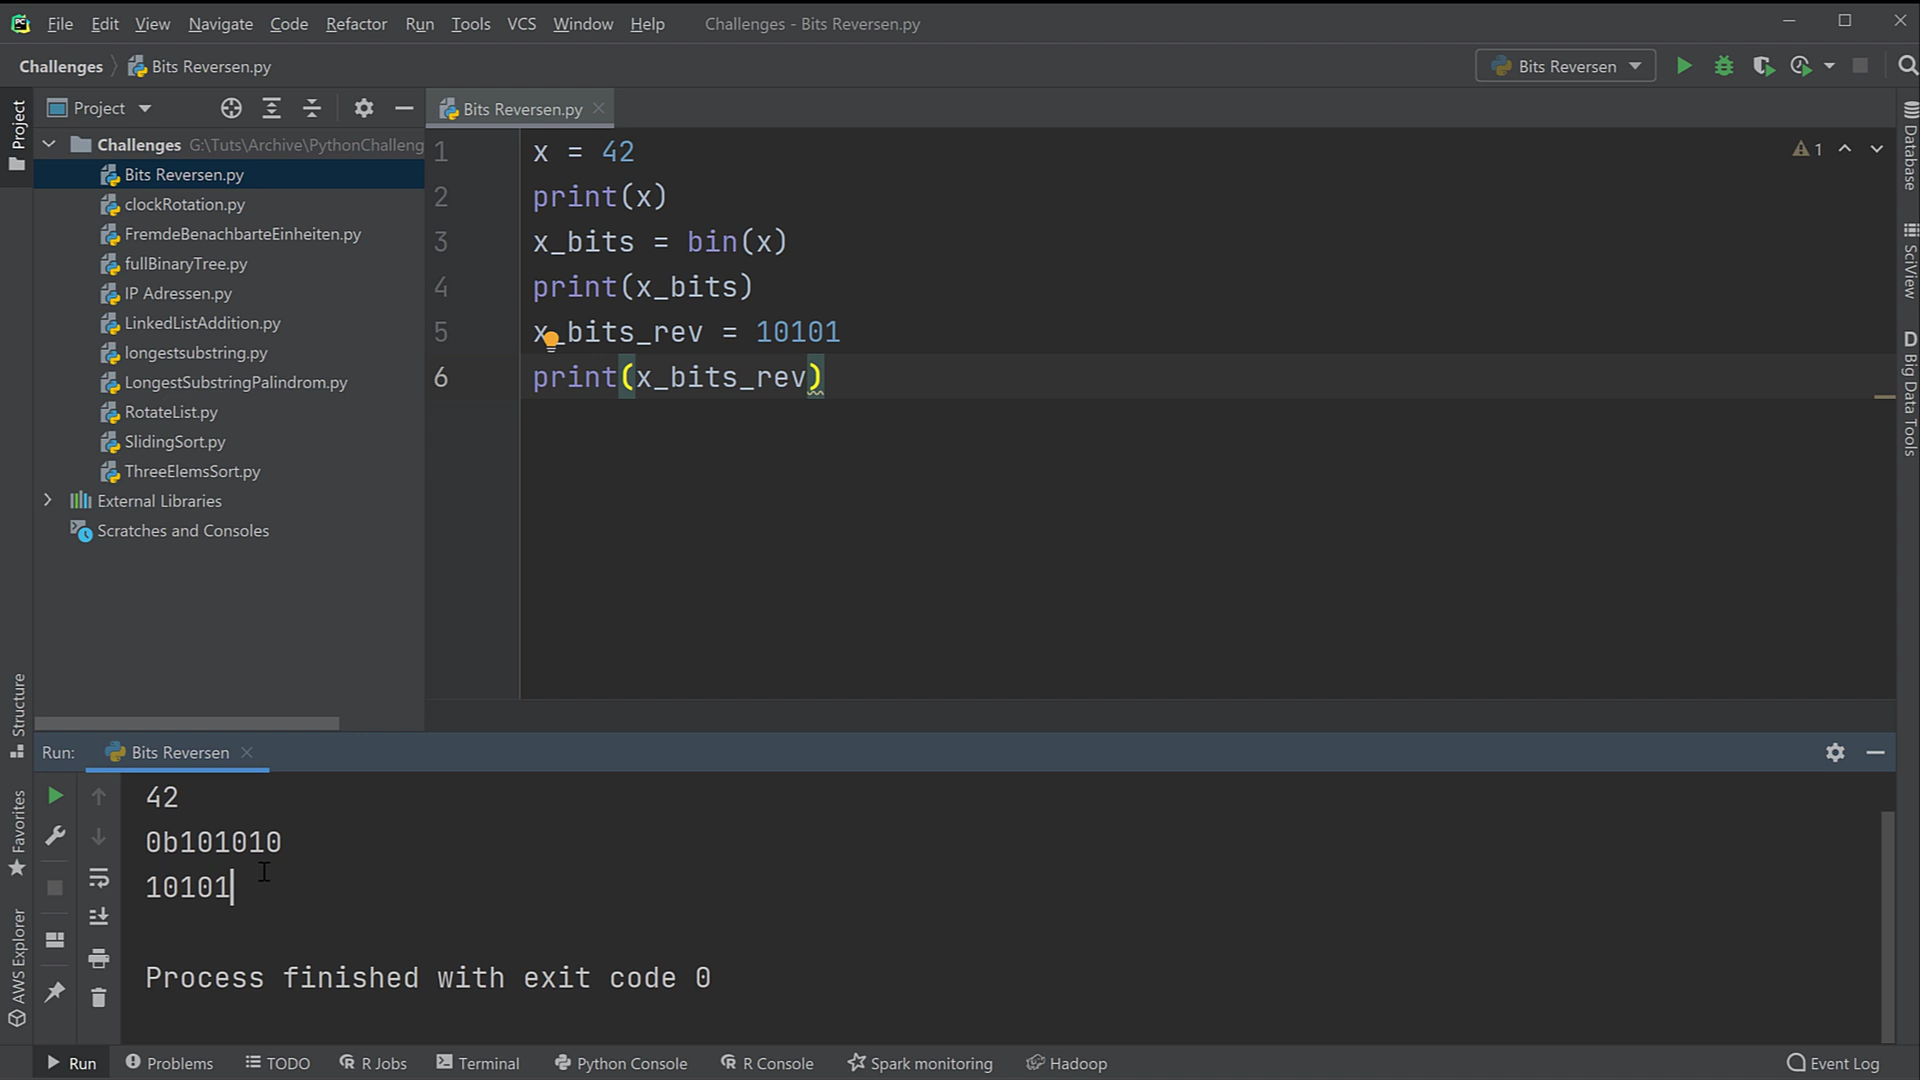 File Edit View Navigate Code Refactor Run Tools VCS Window Help Challenges - Bits Reversen.py
Challenges Bits Reversen.py Bits Reversen
Project
Project
Bits Reversen.py
Challenges G:\Tuts\Archive\PythonChalleng
Bits Reversen.py
clockRotation.py
FremdeBenachbarteEinheiten.py
fullBinaryTree.py
IP Adressen.py
LinkedListAddition.py
longestsubstring.py
LongestSubstringPalindrom.py
RotateList.py
SlidingSort.py
ThreeElemsSort.py
External Libraries
Scratches and Consoles
1 x = 42
2 print(x)
3 x_bits = bin(x)
4 print(x_bits)
5 x_bits_rev = 10101
6 print(x_bits_rev)
1
Database
SciView
Big Data Tools
Structure
Favorites
AWS Explorer
Run: Bits Reversen
42
0b101010
10101
Process finished with exit code 0
Run Problems TODO R Jobs Terminal Python Console R Console Spark monitoring Hadoop Event Log